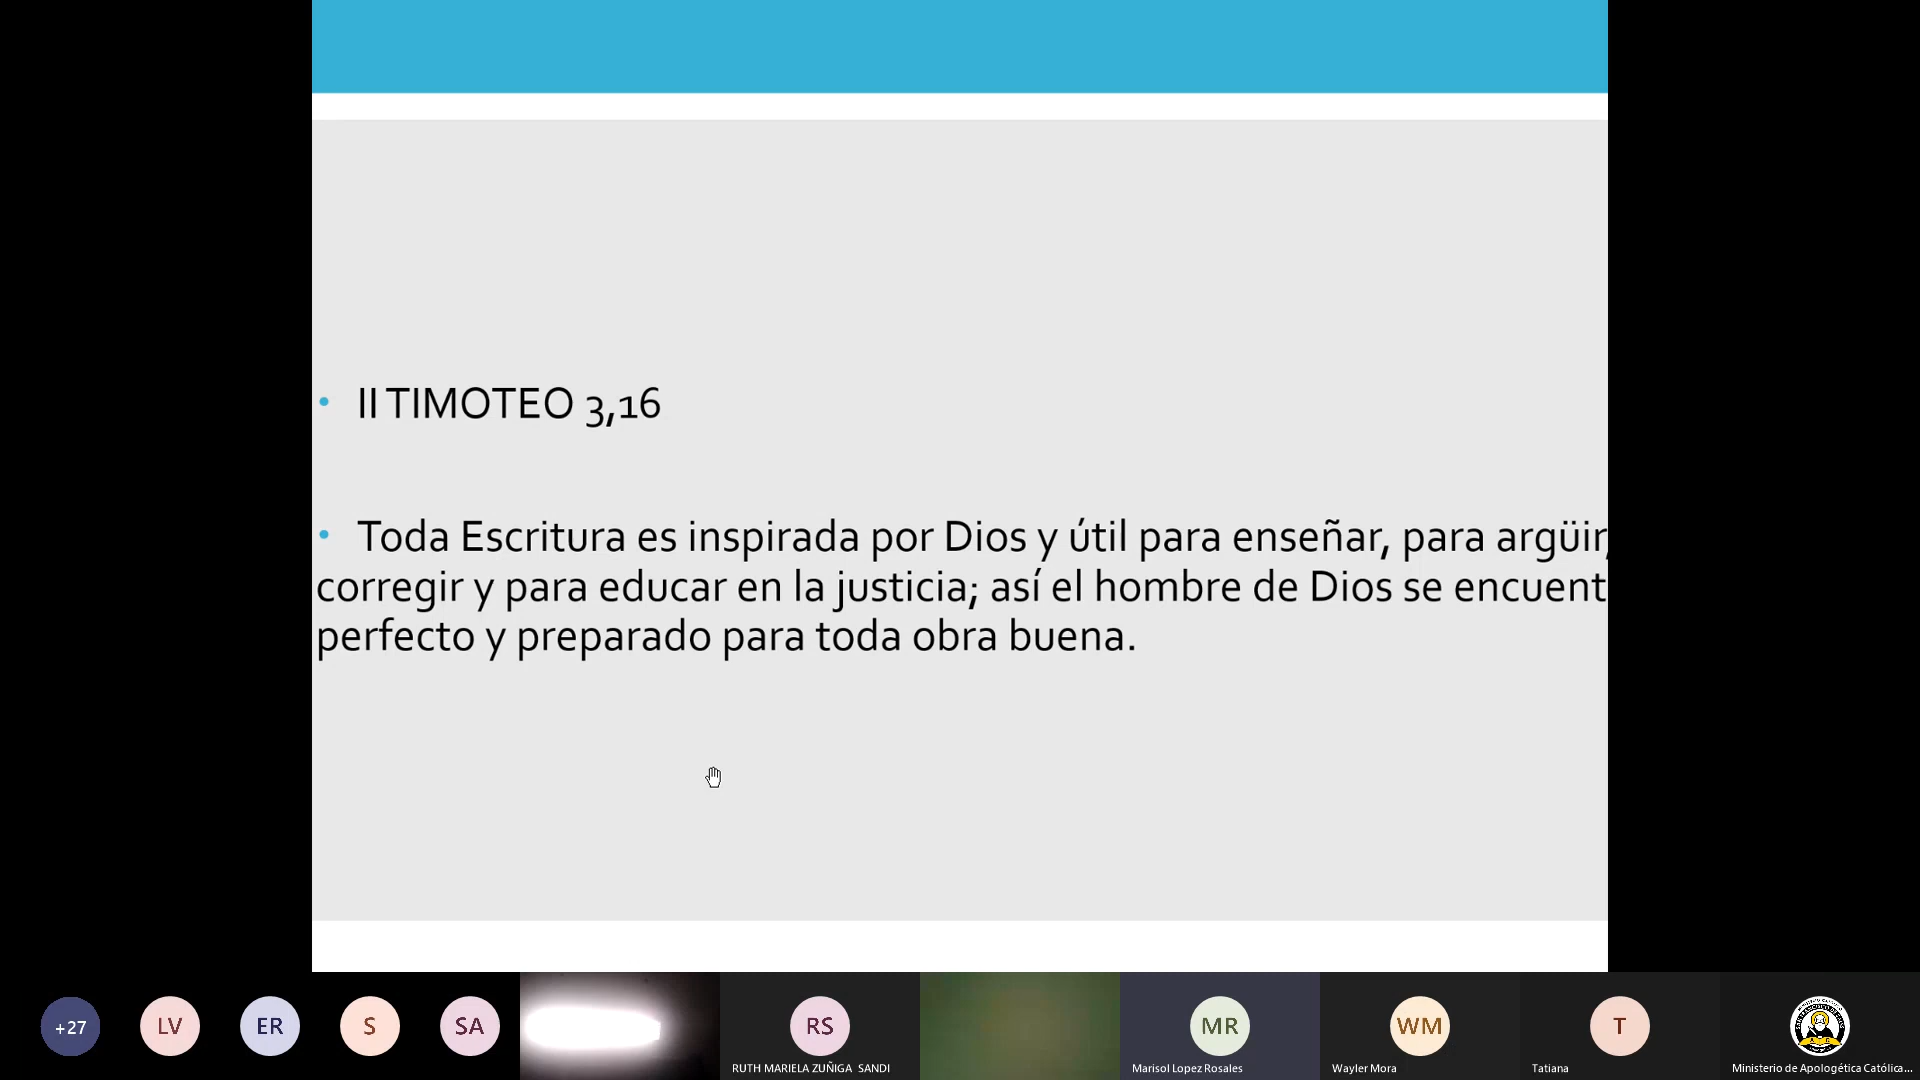 II TIMOTEO 3,16
Toda Escritura es inspirada por Dios y útil para enseñar, para argüir,
corregir y para educar en la justicia; así el hombre de Dios se encuent
perfecto y preparado para toda obra buena.
+27
LV
ER
S
SA
RS
MR
WM
T
RUTH MARIELA ZUÑIGA SANDI
Marisol Lopez Rosales
Wayler Mora
Tatiana
Ministerio de Apologética Católica...